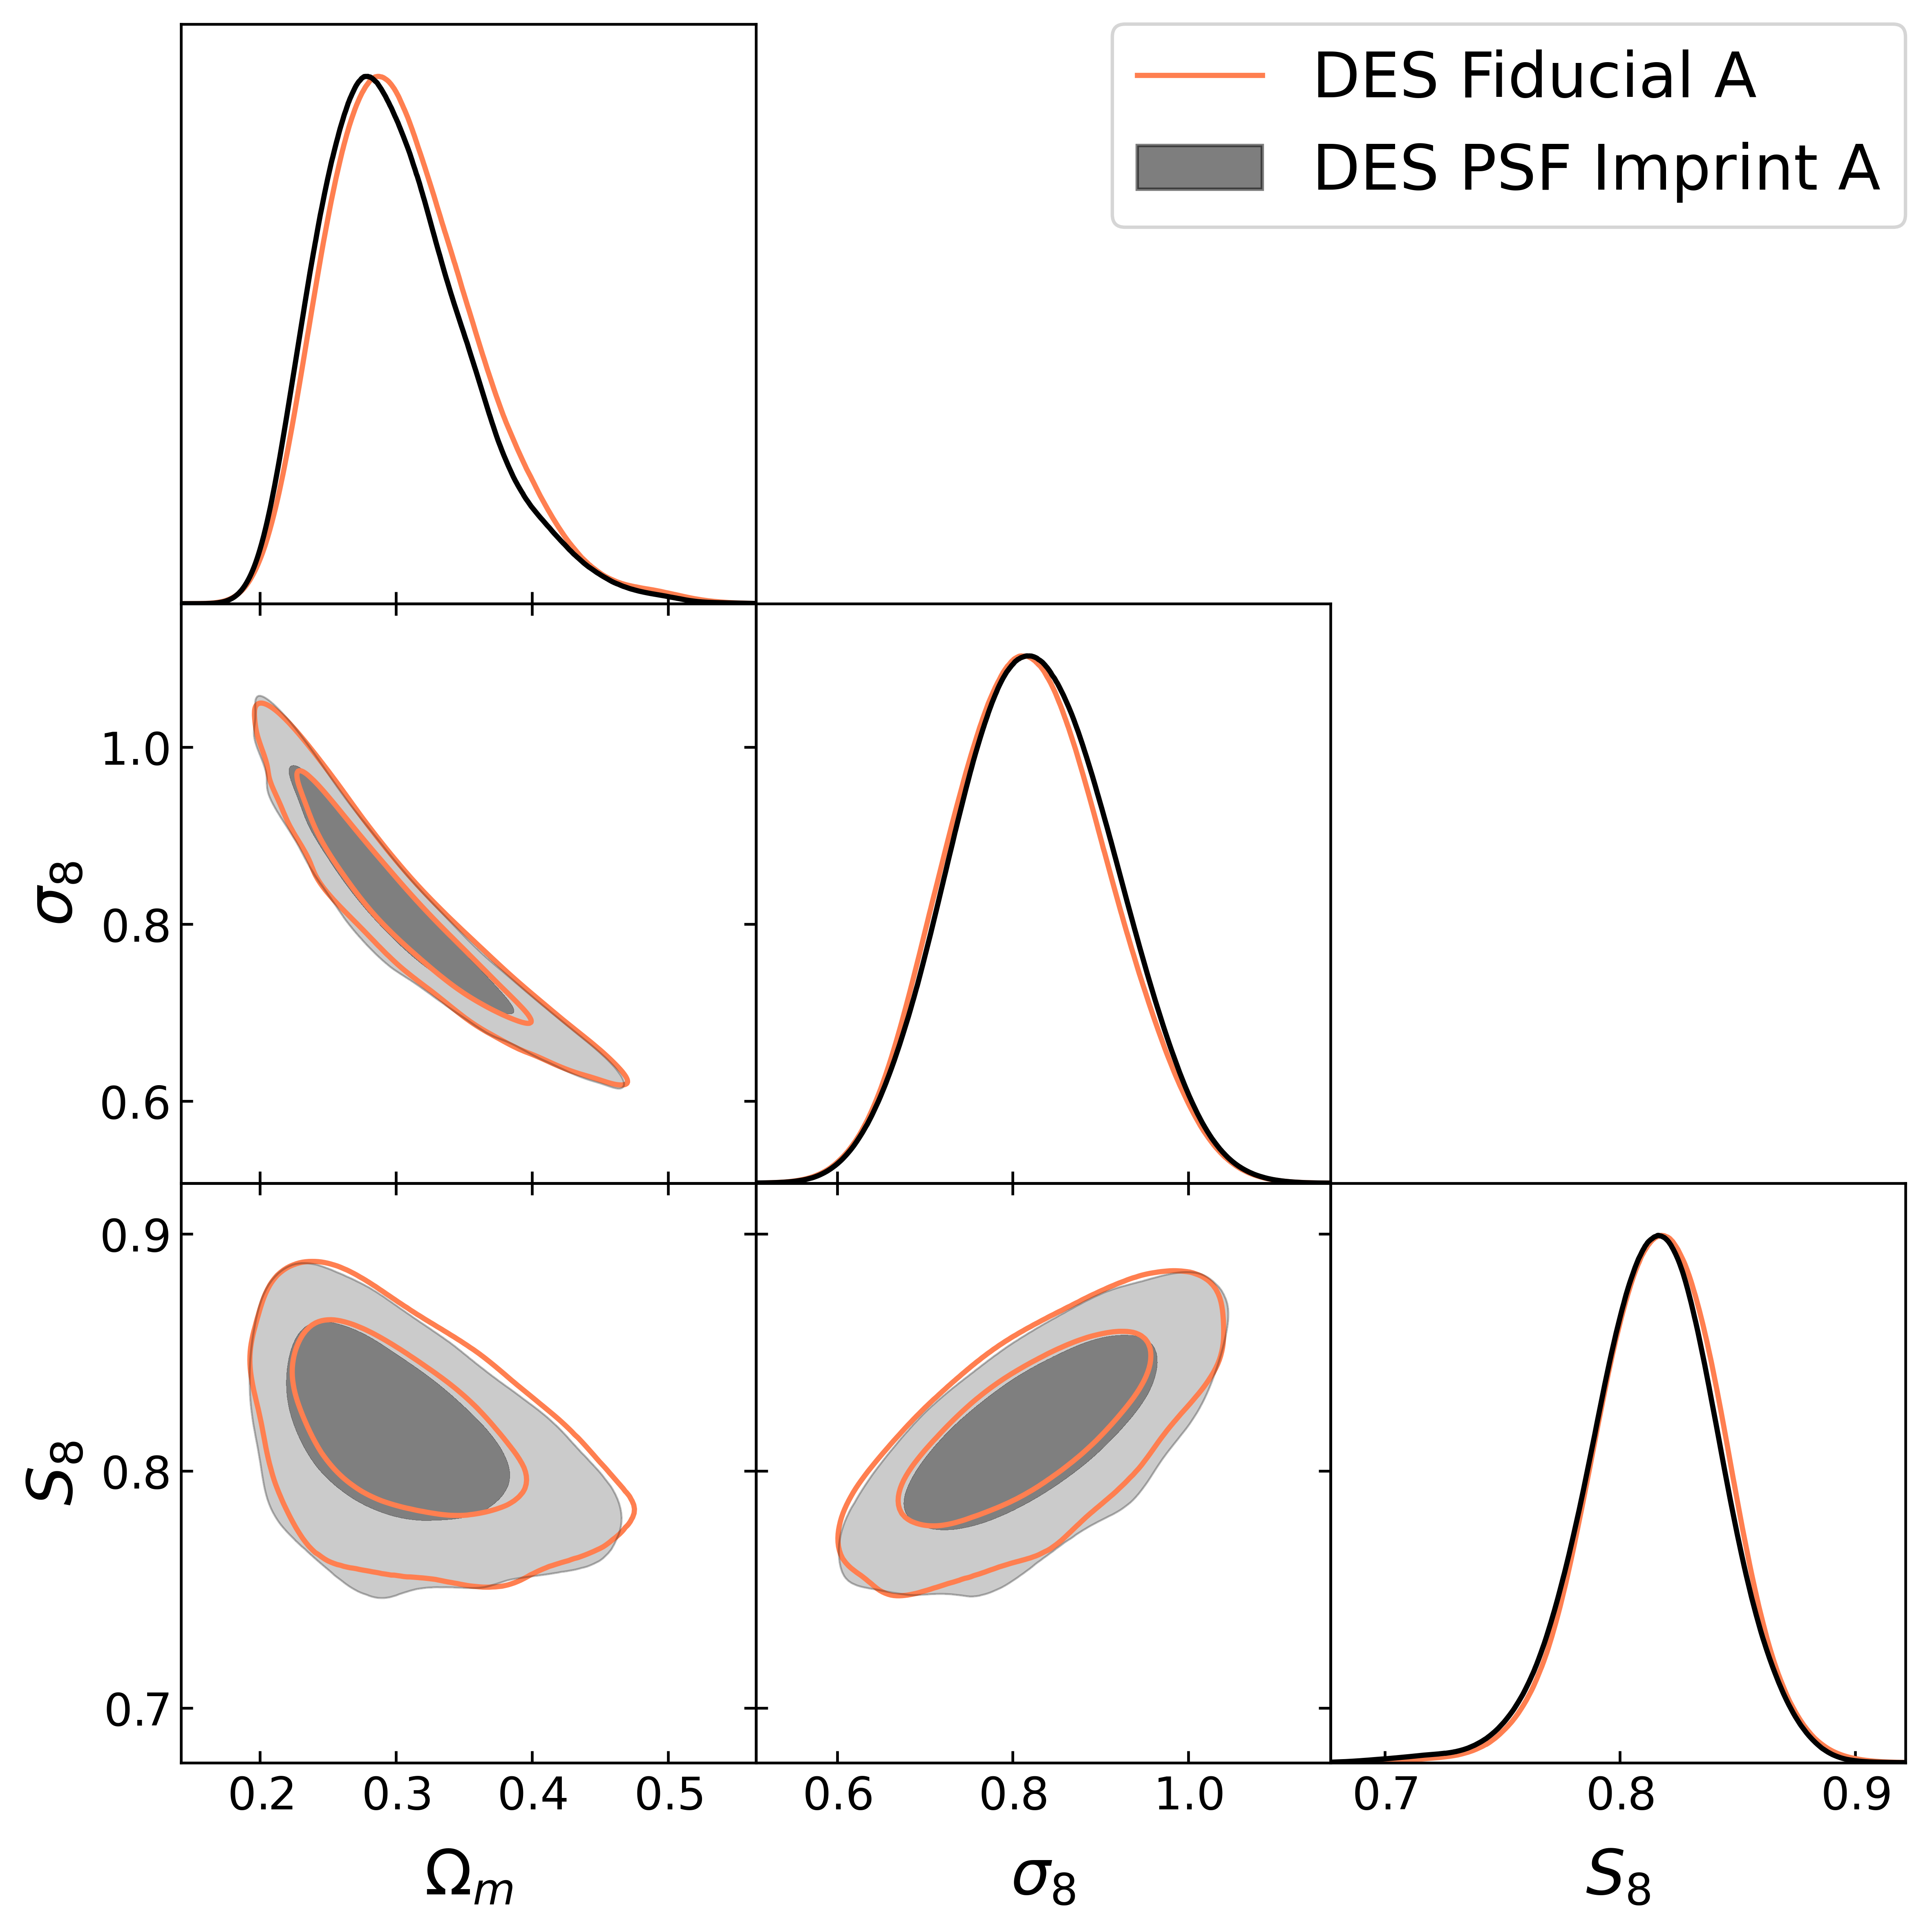 DES Fiducial A
DES PSF Imprint A
1.0
0.8
0.6
σ8
0.9
0.8
0.7
S8
0.2 0.3 0.4 0.5
0.6 0.8 1.0
0.7 0.8 0.9
Ωm
σ8
S8